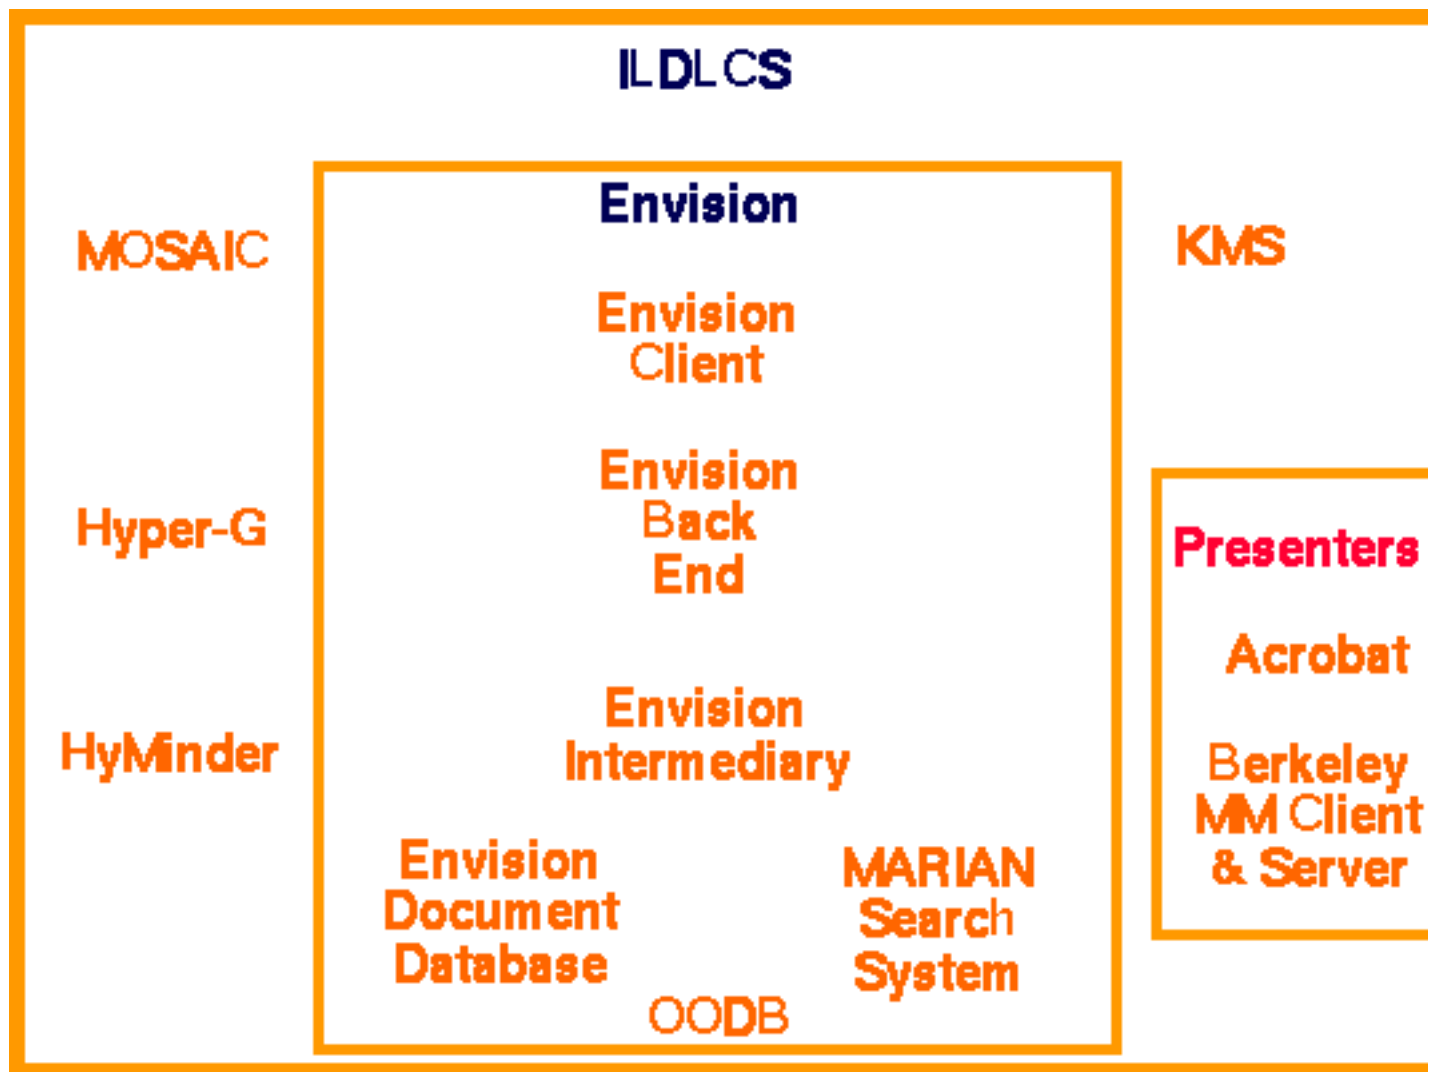 ILDLCS
MOSAIC
Hyper-G
HyMinder
Envision
Envision
Client
Envision
Back
End
Envision
Intermediary
Envision
Document
Database
MARIAN
Search
System
OODB
KMS
Presenters
Acrobat
Berkeley
MM Client
& Server